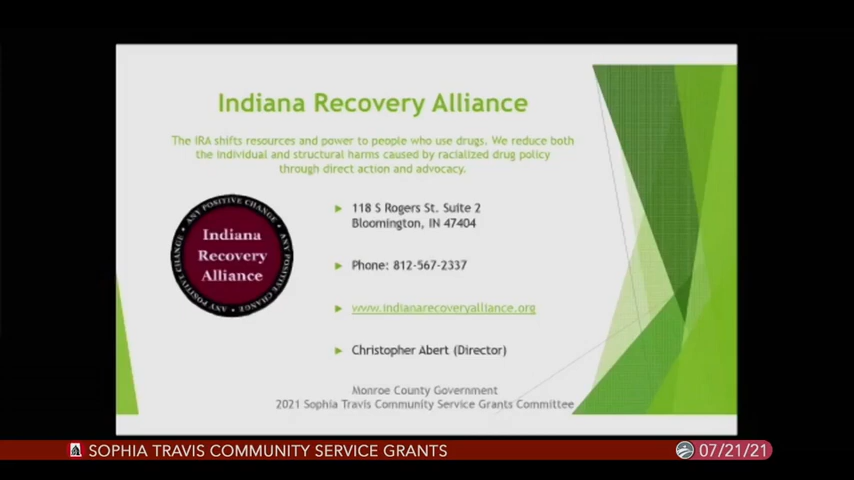 Indiana Recovery Alliance
The IRA shifts resources and power to people who use drugs. We reduce both
the individual and structural harms caused by racialized drug policy
through direct action and advocacy.
ANY POSITIVE CHANGE • ANY POSITIVE CHANGE • ANY POSITIVE CHANGE •
Indiana
Recovery
Alliance
118 S Rogers St. Suite 2
Bloomington, IN 47404
Phone: 812-567-2337
www.indianarecoveryalliance.org
Christopher Abert (Director)
Monroe County Government
2021 Sophia Travis Community Service Grants Committee
SOPHIA TRAVIS COMMUNITY SERVICE GRANTS
07/21/21